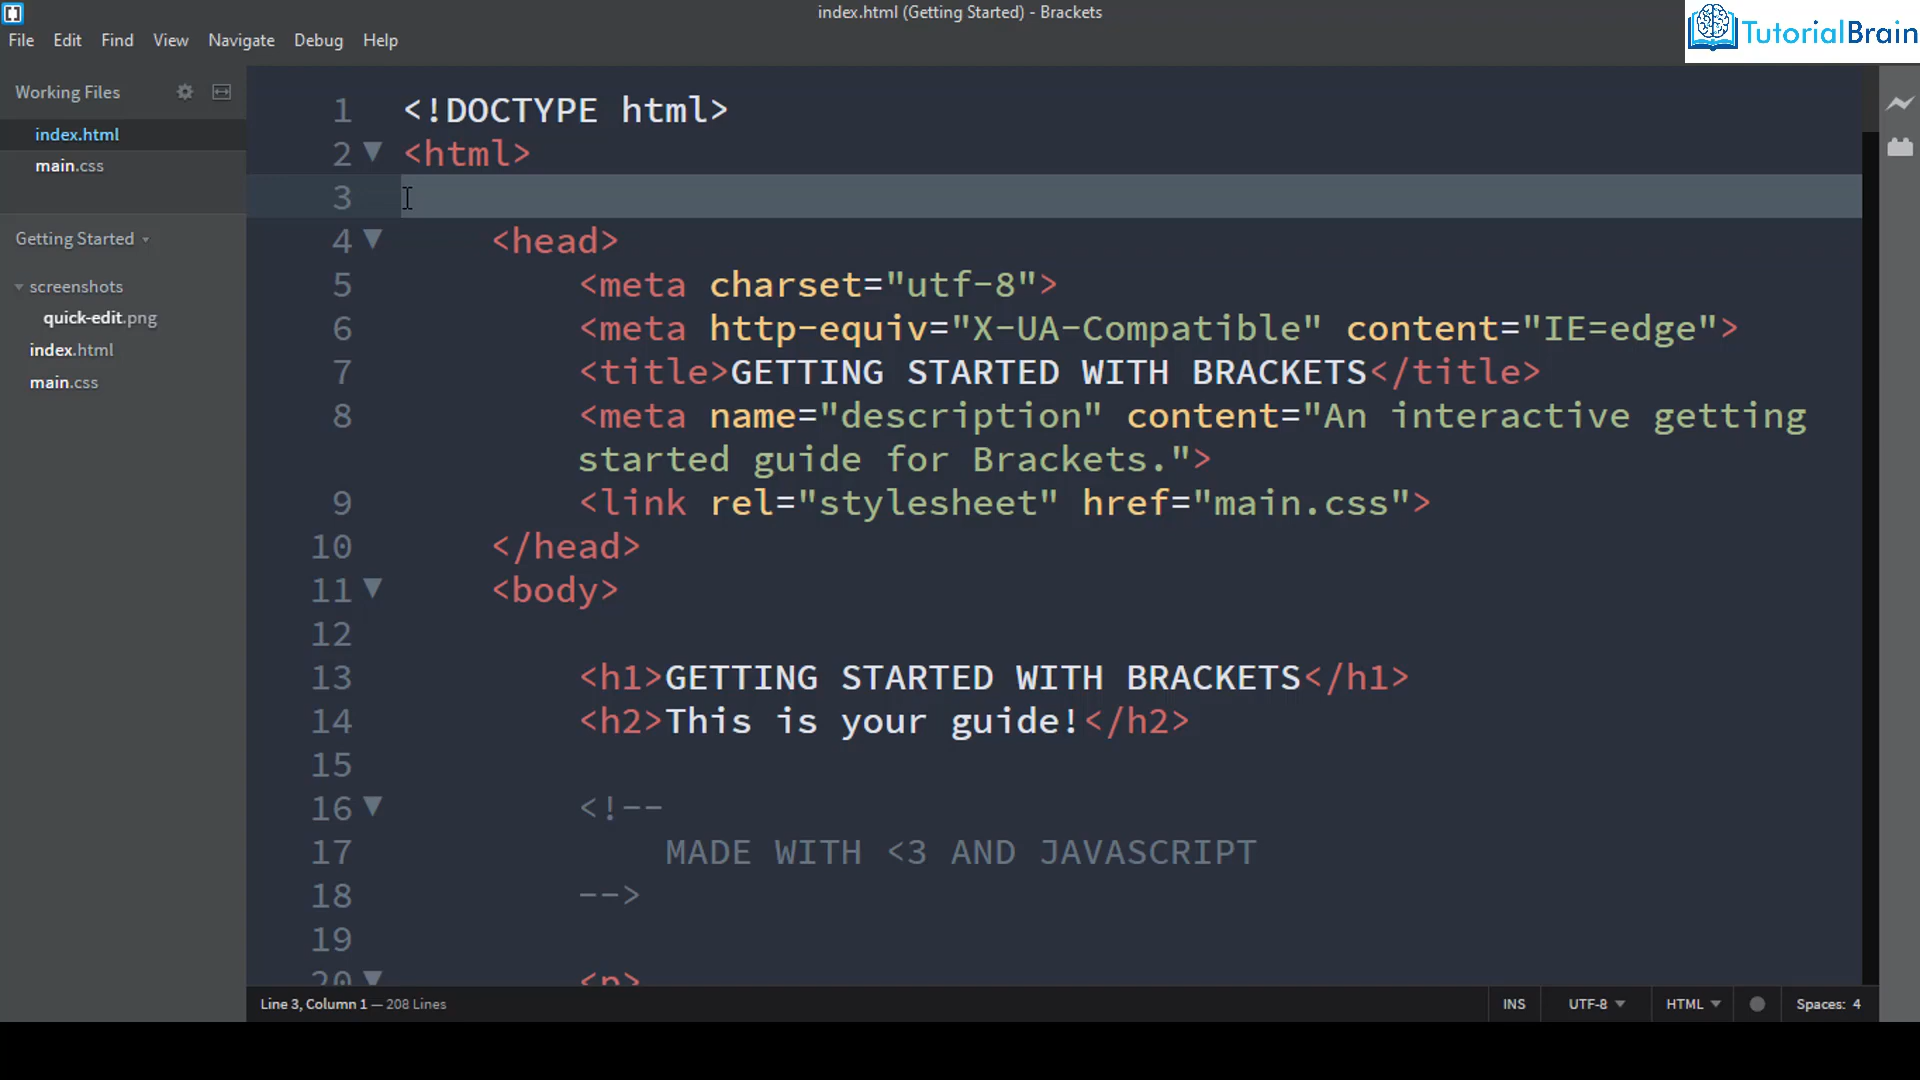 index.html (Getting Started) - Brackets
TutorialBrain
File Edit Find View Navigate Debug Help
Working Files
index.html
main.css
Getting Started
screenshots
quick-edit.png
index.html
main.css
1 <!DOCTYPE html>
2 <html>
3
4 <head>
5 <meta charset="utf-8">
6 <meta http-equiv="X-UA-Compatible" content="IE=edge">
7 <title>GETTING STARTED WITH BRACKETS</title>
8 <meta name="description" content="An interactive getting
started guide for Brackets.">
9 <link rel="stylesheet" href="main.css">
10 </head>
11 <body>
12
13 <h1>GETTING STARTED WITH BRACKETS</h1>
14 <h2>This is your guide!</h2>
15
16 <!--
17 MADE WITH <3 AND JAVASCRIPT
18 -->
19
20 <p>
Line 3, Column 1 — 208 Lines
INS UTF-8 HTML Spaces: 4